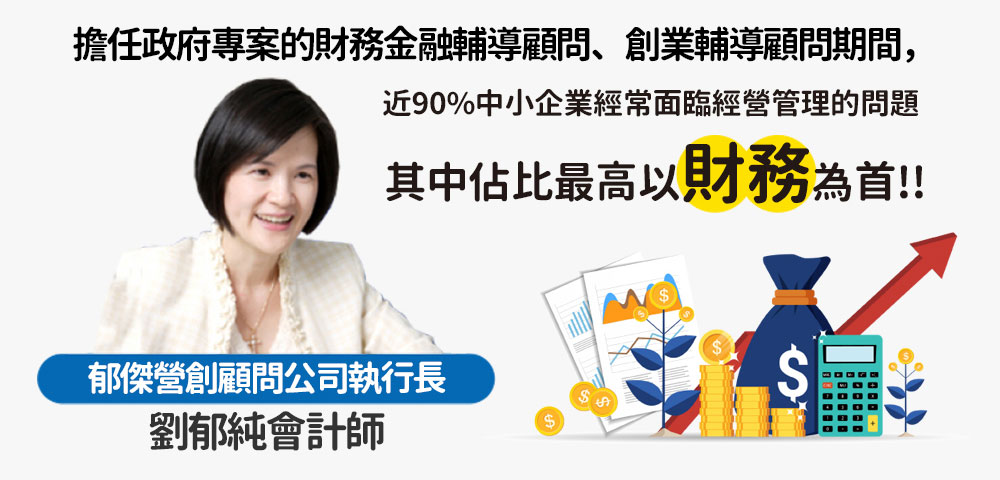 擔任政府專案的財務金融輔導顧問、創業輔導顧問期間，
近90%中小企業經常面臨經營管理的問題
其中佔比最高以財務為首!!
郁傑營創顧問公司執行長
劉郁純會計師
$
$
$
$
$
$
$
$